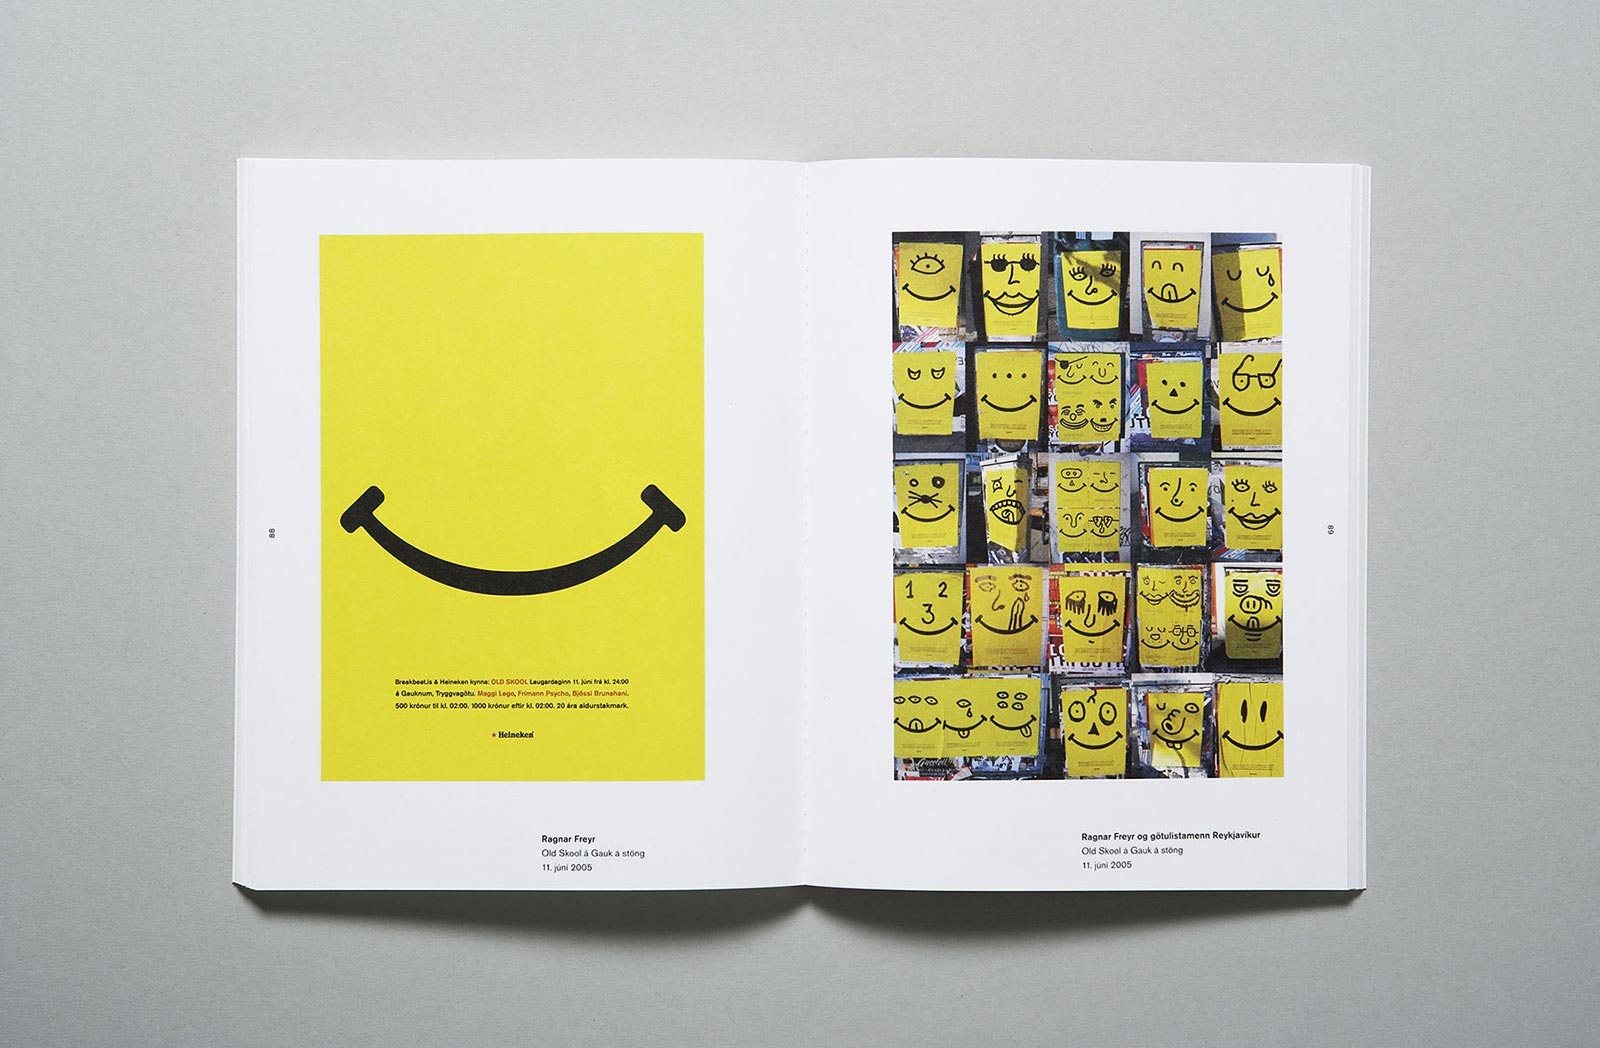 88
Breakbeat.is & Heineken kynna: OLD SKOOL Laugardaginn 11. júní frá kl. 24:00
á Gauknum, Tryggvagötu. Maggi Lego, Frímann Psycho, Bjössi Brunahani.
500 krónur til kl. 02:00. 1000 krónur eftir kl. 02:00. 20 ára aldurstakmark.
★ Heineken
Ragnar Freyr
Old Skool á Gauk á stöng
11. júní 2005
1 2
3
89
Ragnar Freyr og götulistamenn Reykjavíkur
Old Skool á Gauk á stöng
11. júní 2005